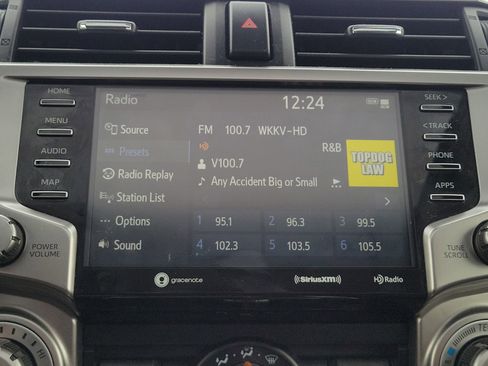 HOME
MENU
AUDIO
MAP
POWER
VOLUME
Radio
12:24
Source
FM 100.7 WKKV-HD
Presets
HD
R&B
V100.7
Radio Replay
Any Accident Big or Small
Station List
TOPDOG
LAW
Options
1 95.1
2 96.3
3 99.5
Sound
4 102.3
5 103.5
6 105.5
gracenote
SiriusXM
HD Radio
SEEK >
< TRACK
PHONE
APPS
TUNE
SCROLL
HI
TE